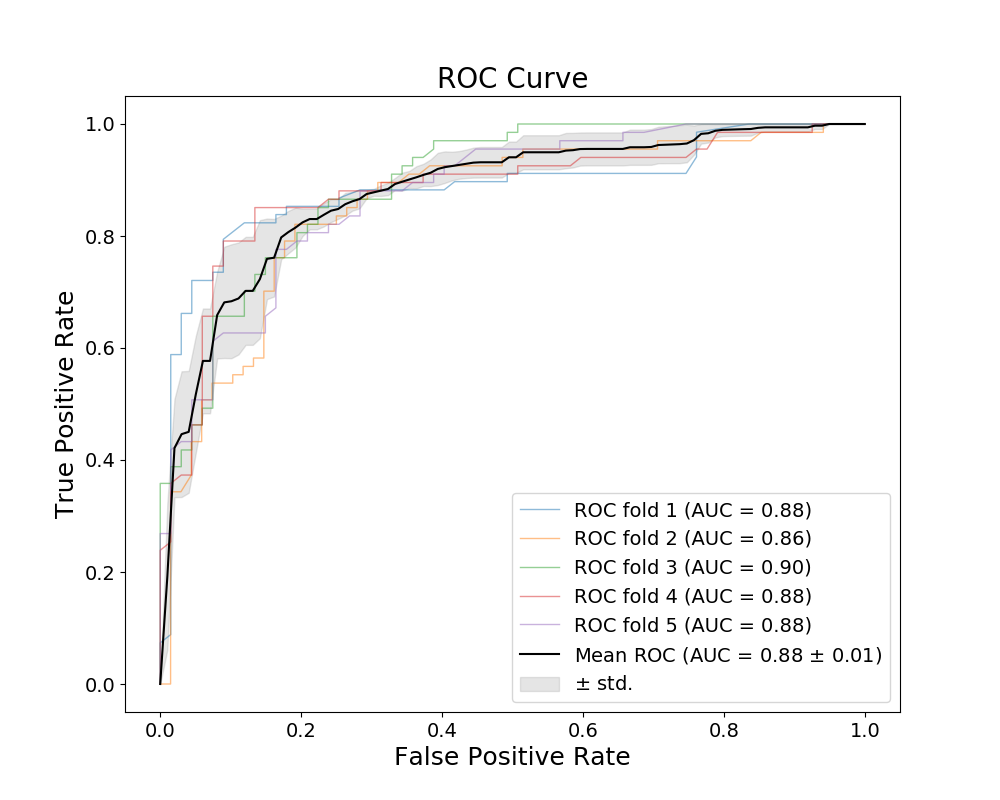 ROC Curve
1.0
0.8
0.6
0.4
0.2
0.0
True Positive Rate
ROC fold 1 (AUC = 0.88)
ROC fold 2 (AUC = 0.86)
ROC fold 3 (AUC = 0.90)
ROC fold 4 (AUC = 0.88)
ROC fold 5 (AUC = 0.88)
Mean ROC (AUC = 0.88 ± 0.01)
± std.
0.0 0.2 0.4 0.6 0.8 1.0
False Positive Rate